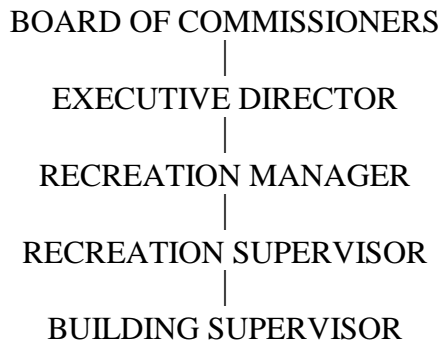 BOARD OF COMMISSIONERS
EXECUTIVE DIRECTOR
RECREATION MANAGER
RECREATION SUPERVISOR
BUILDING SUPERVISOR